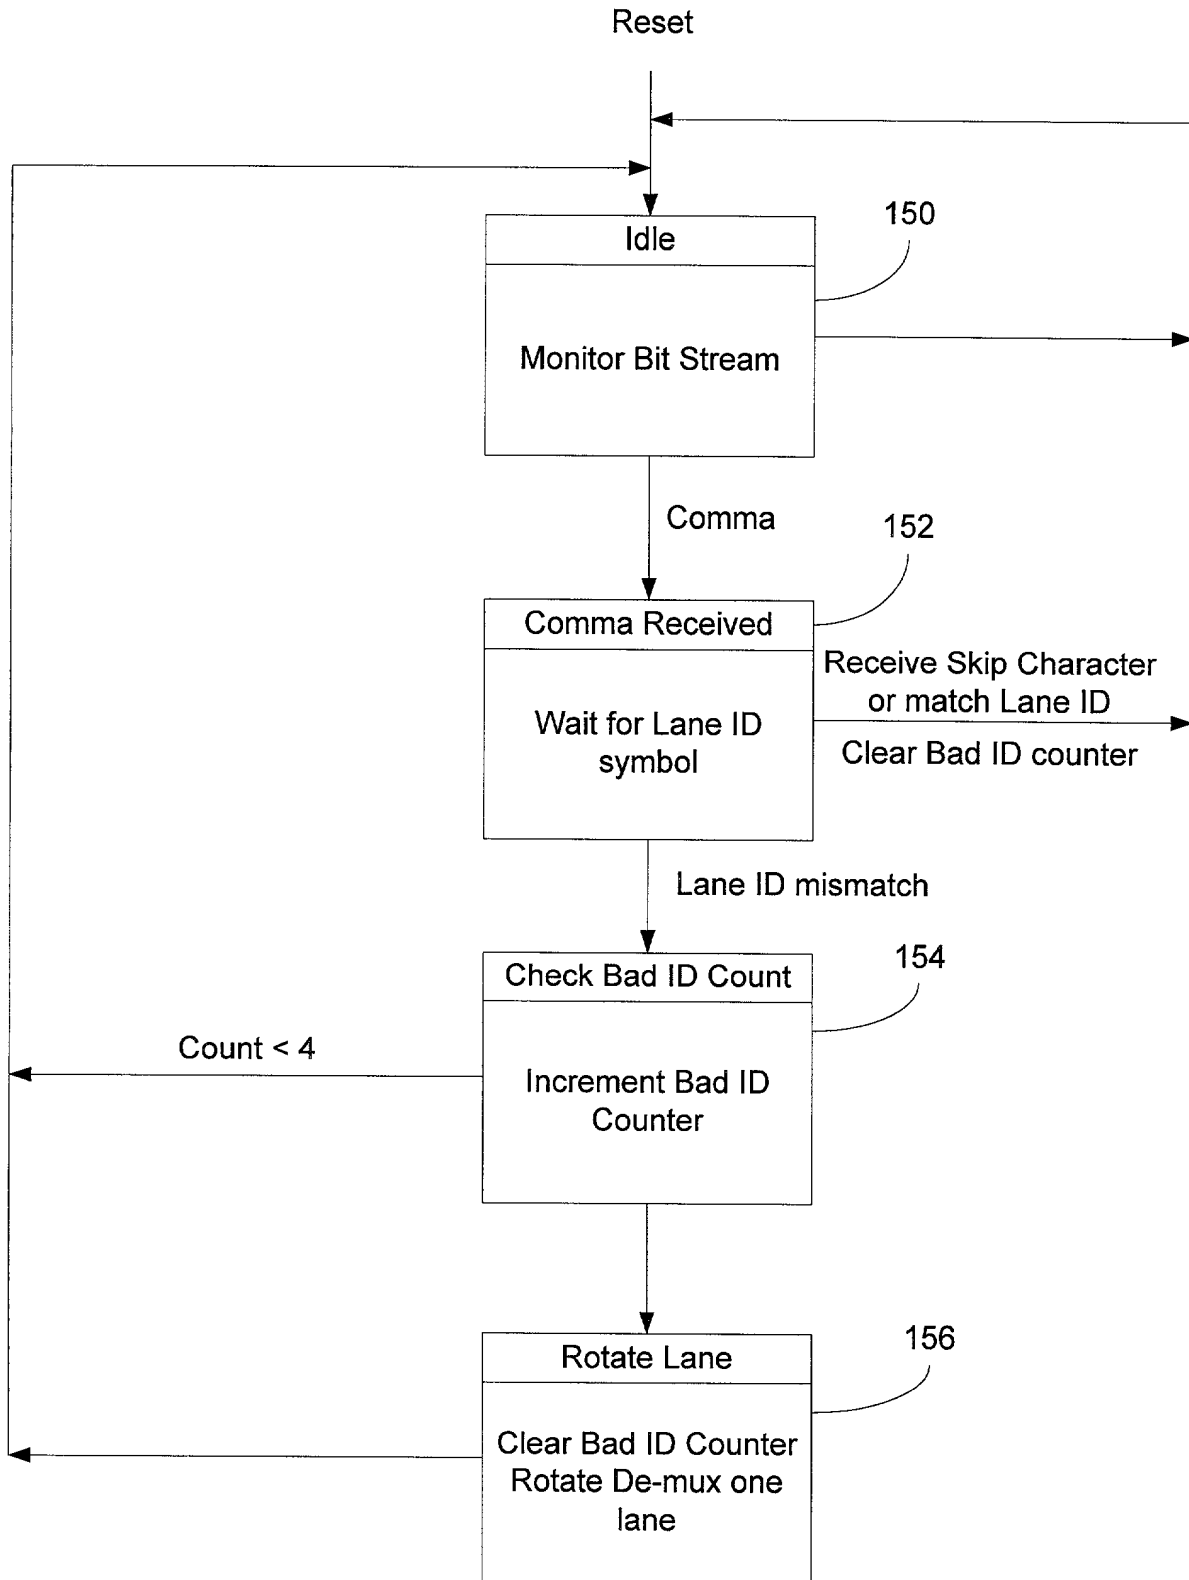 Reset
150
Idle
Monitor Bit Stream
Comma
152
Comma Received
Wait for Lane ID
symbol
Receive Skip Character
or match Lane ID
Clear Bad ID counter
Lane ID mismatch
154
Check Bad ID Count
Increment Bad ID
Counter
Count < 4
156
Rotate Lane
Clear Bad ID Counter
Rotate De-mux one
lane